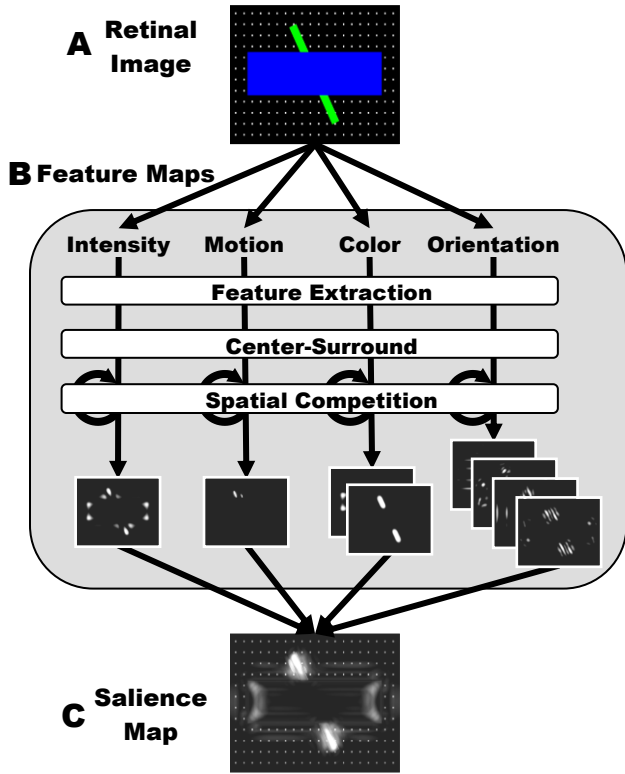 A Retinal
Image
B Feature Maps
Intensity Motion Color Orientation
Feature Extraction
Center-Surround
Spatial Competition
C Salience
Map